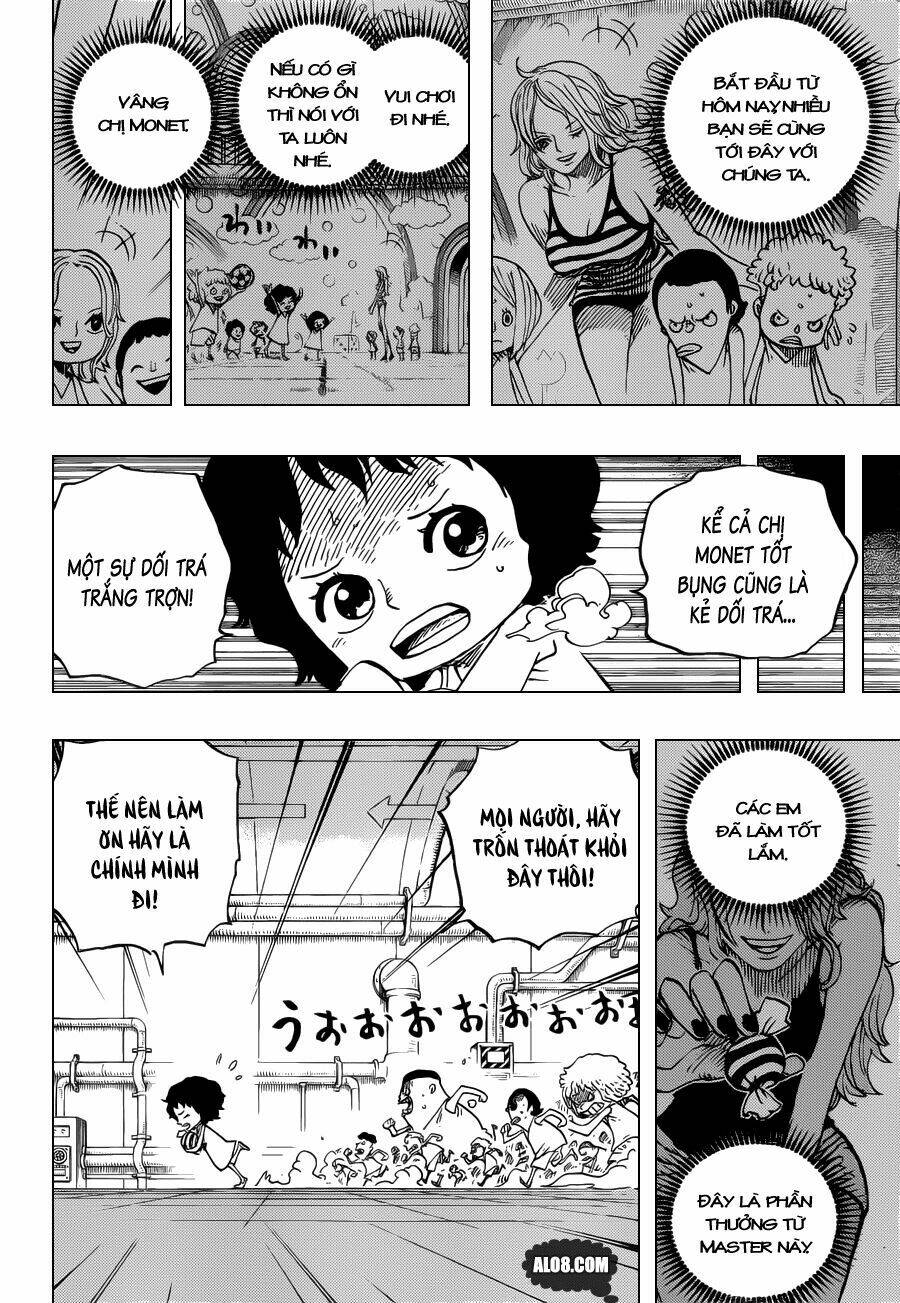 BẮT ĐẦU TỪ
HÔM NAY, NHIỀU
BẠN SẼ CÙNG
TỚI ĐÂY VỚI
CHÚNG TA.
VUI CHƠI
ĐI NHÉ.
NẾU CÓ GÌ
KHÔNG ỔN
THÌ NÓI VỚI
TA LUÔN
NHÉ.
わい わい
VÂNG
CHỊ MONET.
KỂ CẢ CHỊ
MONET TỐT
BỤNG CŨNG LÀ
KẺ DỐI TRÁ...
MỘT SỰ DỐI TRÁ
TRẮNG TRỢN!
CÁC EM
ĐÃ LÀM TỐT
LẮM.
ĐÂY LÀ PHẦN
THƯỞNG TỪ
MASTER NÀY.
MỌI NGƯỜI, HÃY
TRỐN THOÁT KHỎI
ĐÂY THÔI!
THẾ NÊN LÀM
ƠN HÃY LÀ
CHÍNH MÌNH
ĐI!
うおおおおおおおお
ALO8.COM